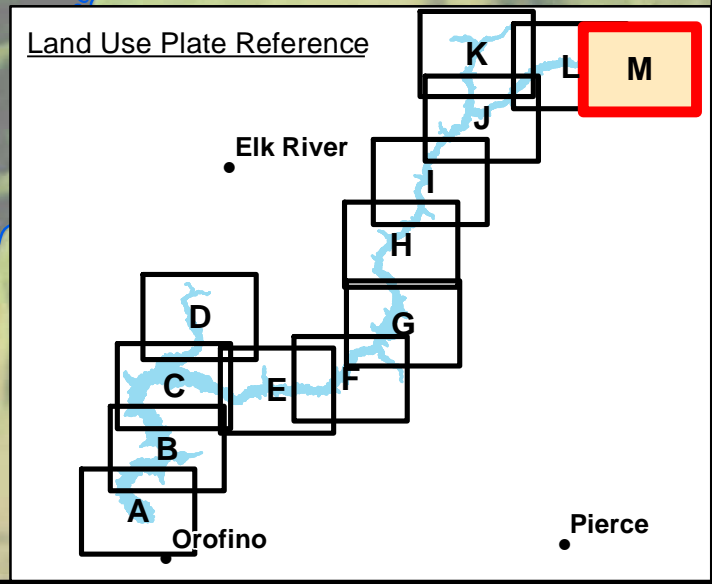 Land Use Plate Reference
K
L
M
J
Elk River
I
H
D
G
C
E
F
B
A
Orofino
Pierce